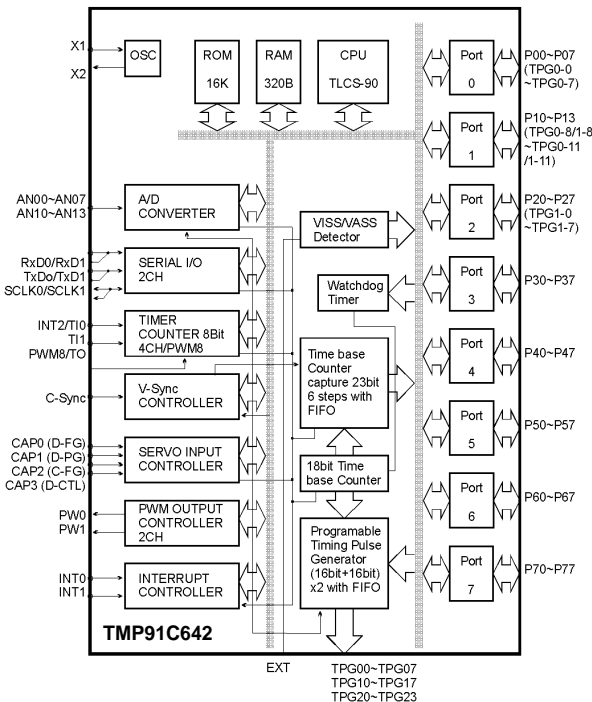 X1
X2
OSC
ROM
16K
RAM
320B
CPU
TLCS-90
Port
0
P00~P07
(TPG0-0
~TPG0-7)
Port
1
P10~P13
(TPG0-8/1-8
~TPG0-11
/1-11)
AN00~AN07
AN10~AN13
A/D
CONVERTER
VISS/VASS
Detector
Port
2
P20~P27
(TPG1-0
~TPG1-7)
RxD0/RxD1
TxDo/TxD1
SCLK0/SCLK1
SERIAL I/O
2CH
Watchdog
Timer
Port
3
P30~P37
INT2/TI0
TI1
PWM8/TO
TIMER
COUNTER 8Bit
4CH/PWM8
Time base
Counter
capture 23bit
6 steps with
FIFO
Port
4
P40~P47
C-Sync
V-Sync
CONTROLLER
CAP0 (D-FG)
CAP1 (D-PG)
CAP2 (C-FG)
CAP3 (D-CTL)
SERVO INPUT
CONTROLLER
18bit Time
base Counter
Port
5
P50~P57
PW0
PW1
PWM OUTPUT
CONTROLLER
2CH
Programable
Timing Pulse
Generator
(16bit+16bit)
x2 with FIFO
Port
6
P60~P67
INT0
INT1
INTERRUPT
CONTROLLER
Port
7
P70~P77
TMP91C642
EXT
TPG00~TPG07
TPG10~TPG17
TPG20~TPG23